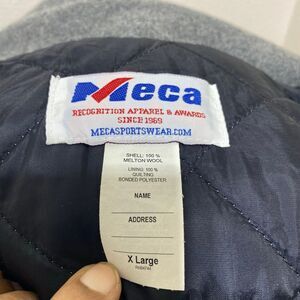 Meca
RECOGNITION APPAREL & AWARDS
SINCE 1969
MECASPORTSWEAR.COM
SHELL: 100 %
MELTON WOOL
LINING: 100 %
QUILTING
BONDED POLYESTER
NAME
ADDRESS
X Large